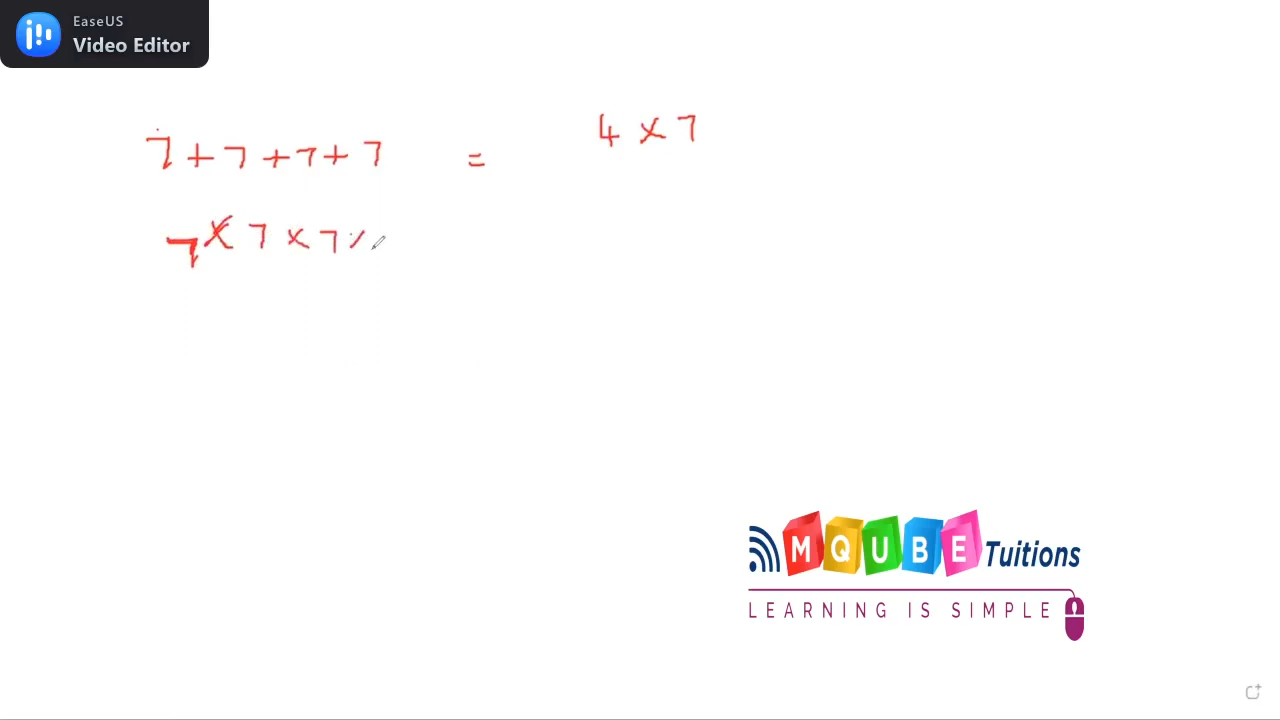 EaseUS
Video Editor
7 + 7 + 7 + 7 = 4 × 7
7 × 7 × 7 ×
MQUBE Tuitions
LEARNING IS SIMPLE